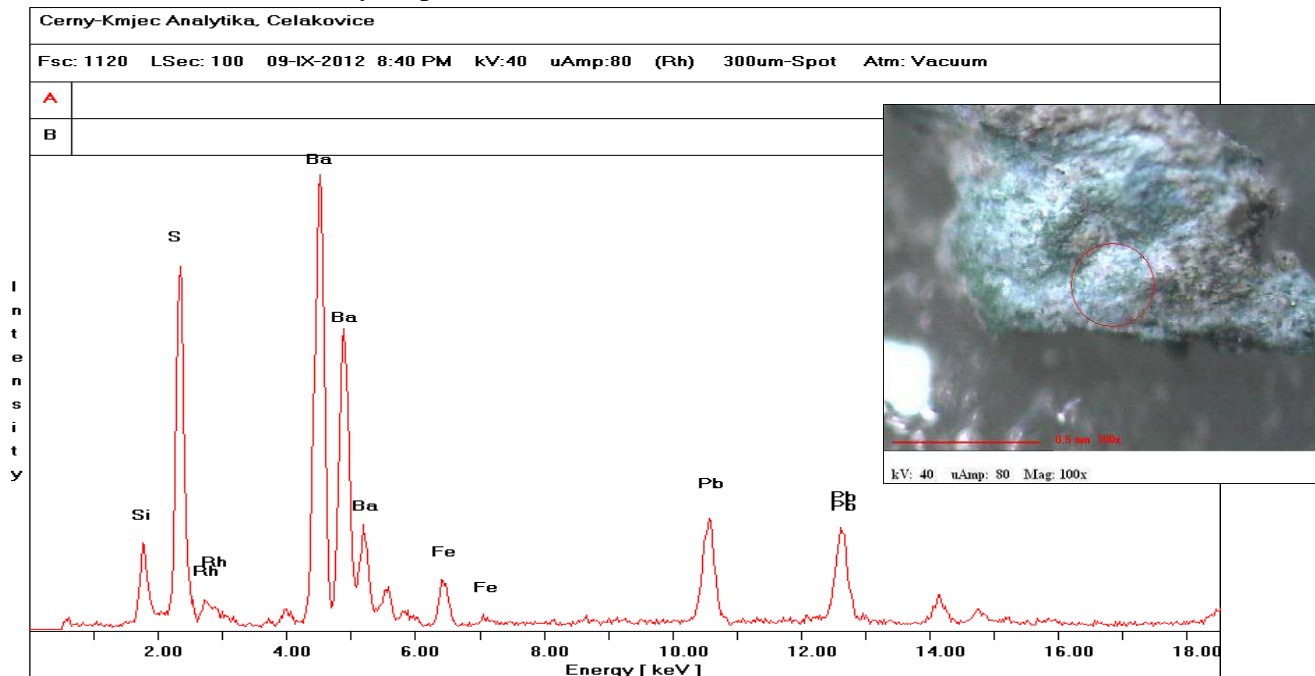 Cerny-Kmjec Analytika, Celakovice
Fsc: 1120 LSec: 100 09-IX-2012 8:40 PM kV:40 uAmp:80 (Rh) 300um-Spot Atm: Vacuum
A
B
Ba
S
Ba
Si
Rh
Rh
Ba
Fe
Fe
Pb
Pb
Pb
Intensity
2.00 4.00 6.00 8.00 10.00 12.00 14.00 16.00 18.00
Energy [ keV ]
0.5 mm 100x
kV: 40 uAmp: 80 Mag: 100x